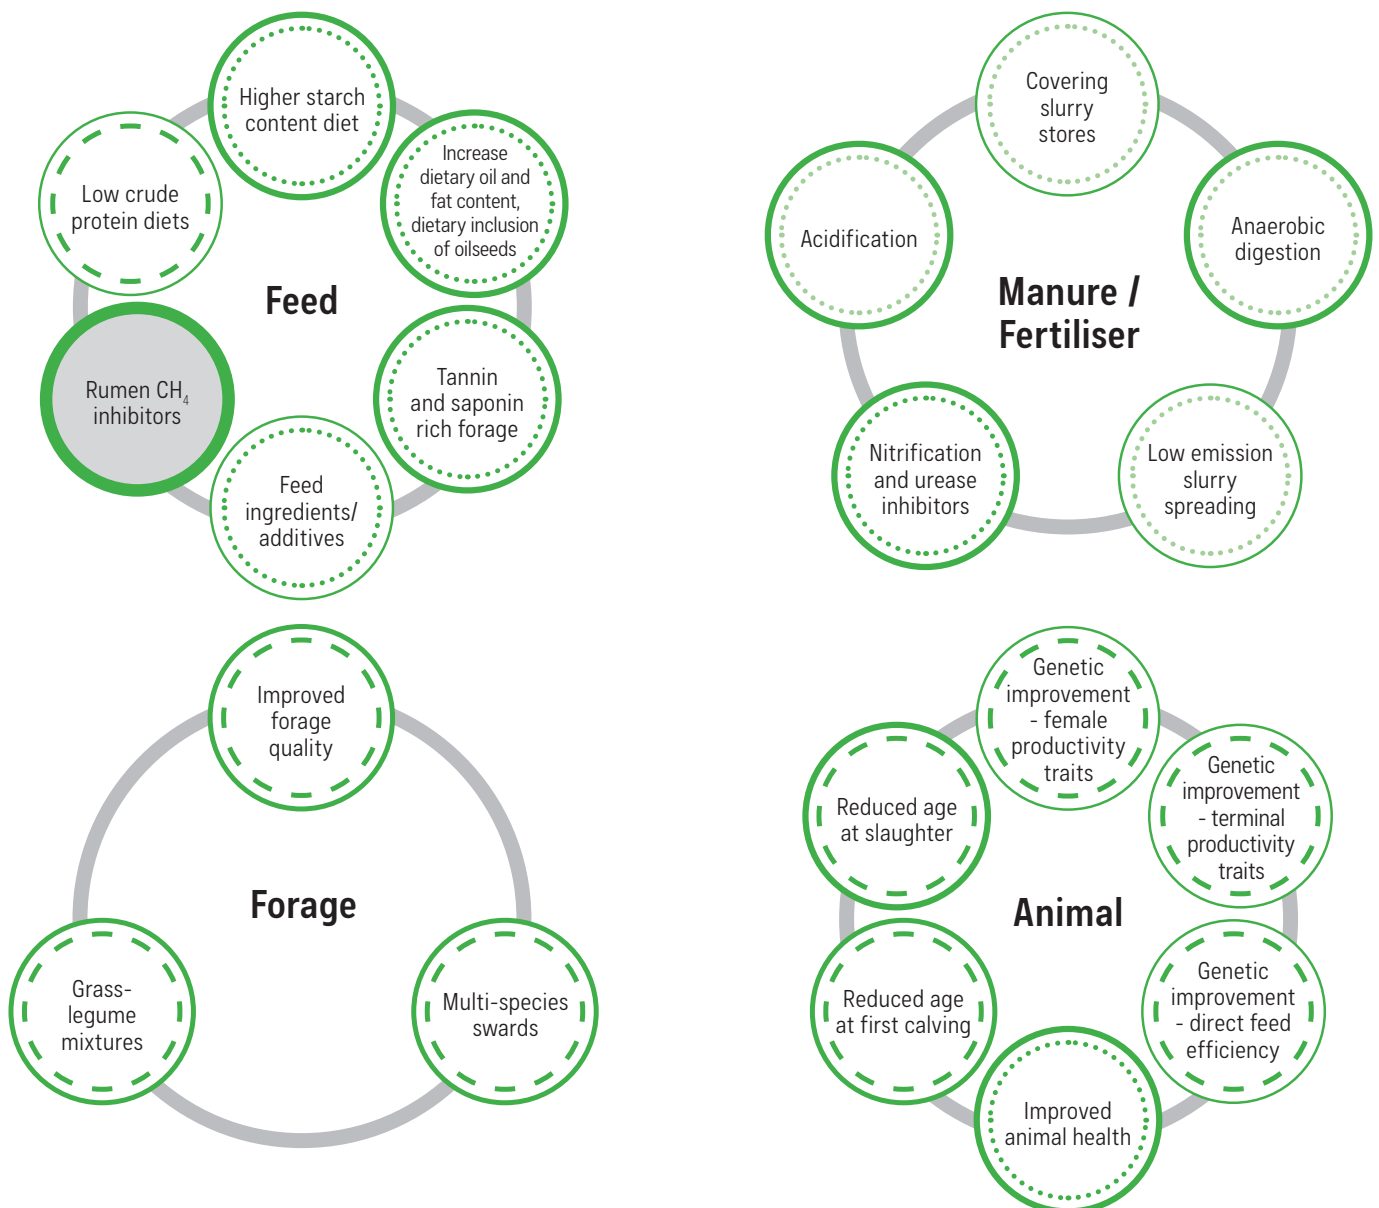 Higher starch
content diet
Increase
dietary oil and
fat content,
dietary inclusion
of oilseeds
Low crude
protein diets
Feed
Rumen CH₄
inhibitors
Tannin
and saponin
rich forage
Feed
ingredients/
additives
Covering
slurry
stores
Acidification
Anaerobic
digestion
Manure /
Fertiliser
Nitrification
and urease
inhibitors
Low emission
slurry
spreading
Improved
forage
quality
Forage
Grass-
legume
mixtures
Multi-species
swards
Genetic
improvement
- female
productivity
traits
Reduced age
at slaughter
Genetic
improvement
- terminal
productivity
traits
Animal
Reduced age
at first calving
Genetic
improvement
- direct feed
efficiency
Improved
animal health